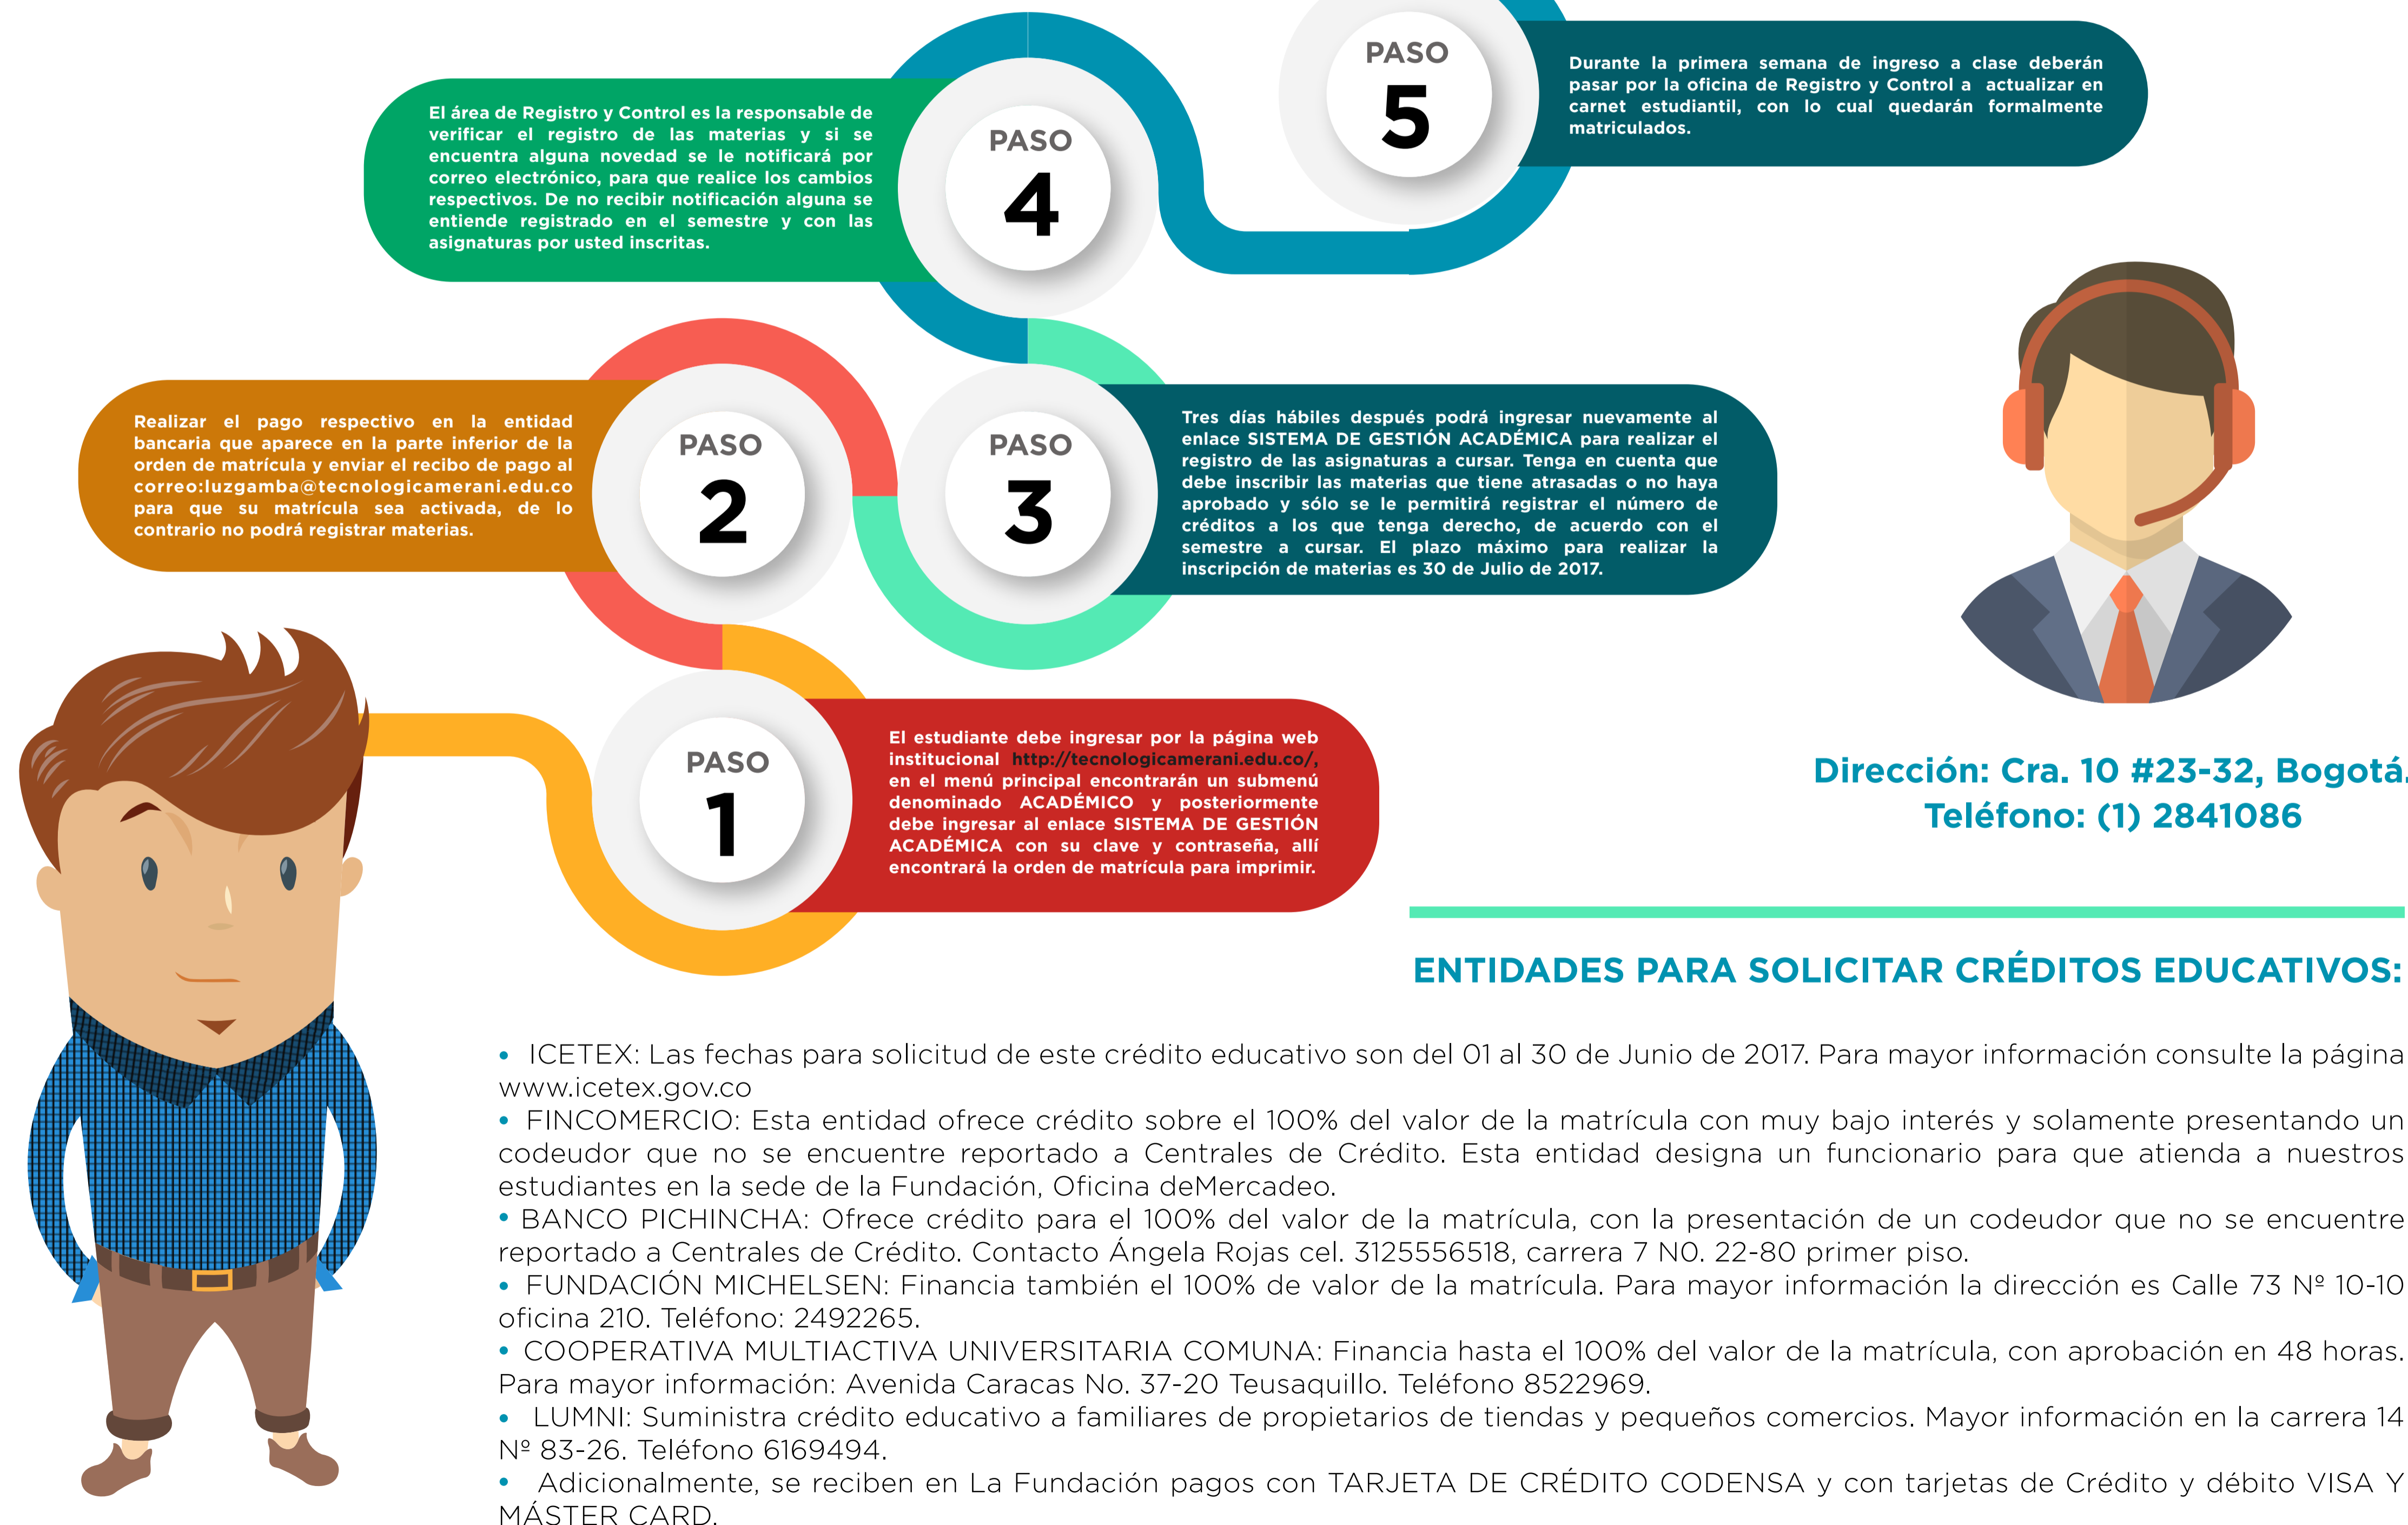 PASO
5
Durante la primera semana de ingreso a clase deberán
pasar por la oficina de Registro y Control a actualizar en
carnet estudiantil, con lo cual quedarán formalmente
matriculados.
El área de Registro y Control es la responsable de
verificar el registro de las materias y si se
encuentra alguna novedad se le notificará por
correo electrónico, para que realice los cambios
respectivos. De no recibir notificación alguna se
entiende registrado en el semestre y con las
asignaturas por usted inscritas.
PASO
4
Realizar el pago respectivo en la entidad
bancaria que aparece en la parte inferior de la
orden de matrícula y enviar el recibo de pago al
correo:luzgamba@tecnologicamerani.edu.co
para que su matrícula sea activada, de lo
contrario no podrá registrar materias.
PASO
2
PASO
3
Tres días hábiles después podrá ingresar nuevamente al
enlace SISTEMA DE GESTIÓN ACADÉMICA para realizar el
registro de las asignaturas a cursar. Tenga en cuenta que
debe inscribir las materias que tiene atrasadas o no haya
aprobado y sólo se le permitirá registrar el número de
créditos a los que tenga derecho, de acuerdo con el
semestre a cursar. El plazo máximo para realizar la
inscripción de materias es 30 de Julio de 2017.
PASO
1
El estudiante debe ingresar por la página web
institucional http://tecnologicamerani.edu.co/,
en el menú principal encontrarán un submenú
denominado ACADÉMICO y posteriormente
debe ingresar al enlace SISTEMA DE GESTIÓN
ACADÉMICA con su clave y contraseña, allí
encontrará la orden de matrícula para imprimir.
Dirección: Cra. 10 #23-32, Bogotá.
Teléfono: (1) 2841086
ENTIDADES PARA SOLICITAR CRÉDITOS EDUCATIVOS:
• ICETEX: Las fechas para solicitud de este crédito educativo son del 01 al 30 de Junio de 2017. Para mayor información consulte la página
www.icetex.gov.co
• FINCOMERCIO: Esta entidad ofrece crédito sobre el 100% del valor de la matrícula con muy bajo interés y solamente presentando un
codeudor que no se encuentre reportado a Centrales de Crédito. Esta entidad designa un funcionario para que atienda a nuestros
estudiantes en la sede de la Fundación, Oficina deMercadeo.
• BANCO PICHINCHA: Ofrece crédito para el 100% del valor de la matrícula, con la presentación de un codeudor que no se encuentre
reportado a Centrales de Crédito. Contacto Ángela Rojas cel. 3125556518, carrera 7 N0. 22-80 primer piso.
• FUNDACIÓN MICHELSEN: Financia también el 100% de valor de la matrícula. Para mayor información la dirección es Calle 73 Nº 10-10
oficina 210. Teléfono: 2492265.
• COOPERATIVA MULTIACTIVA UNIVERSITARIA COMUNA: Financia hasta el 100% del valor de la matrícula, con aprobación en 48 horas.
Para mayor información: Avenida Caracas No. 37-20 Teusaquillo. Teléfono 8522969.
• LUMNI: Suministra crédito educativo a familiares de propietarios de tiendas y pequeños comercios. Mayor información en la carrera 14
Nº 83-26. Teléfono 6169494.
• Adicionalmente, se reciben en La Fundación pagos con TARJETA DE CRÉDITO CODENSA y con tarjetas de Crédito y débito VISA Y
MÁSTER CARD.